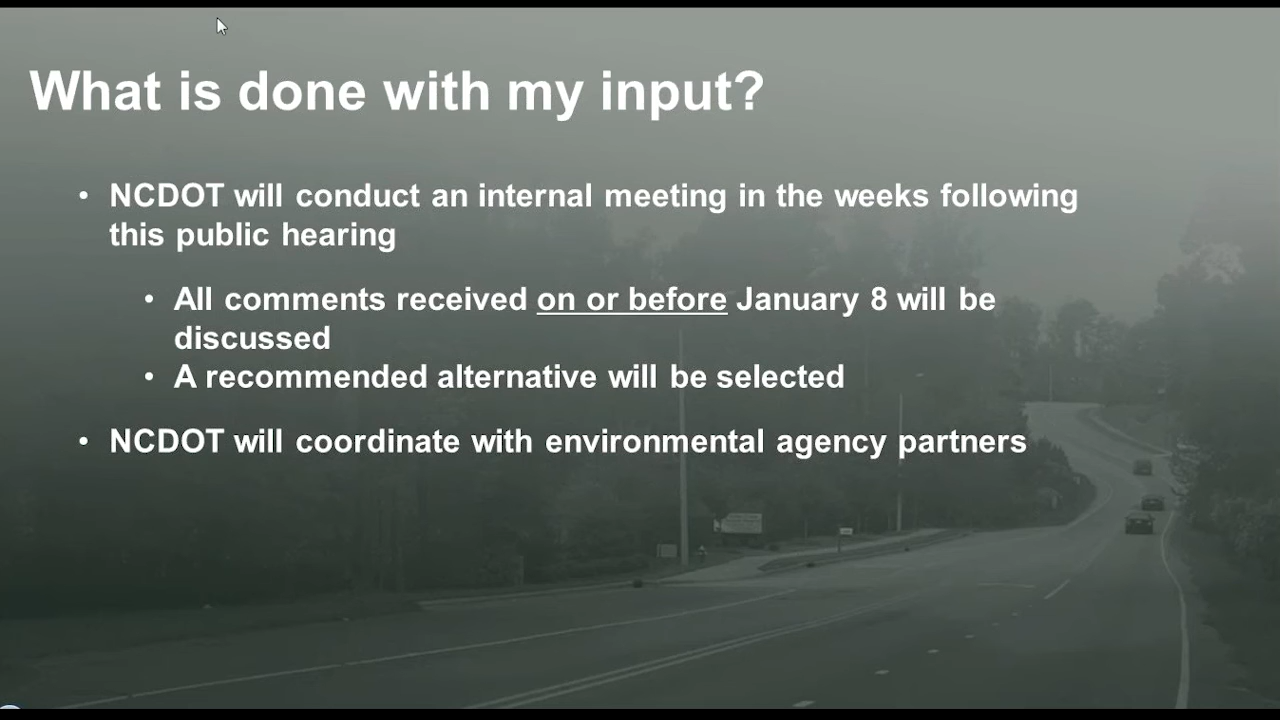 What is done with my input?
• NCDOT will conduct an internal meeting in the weeks following
this public hearing
• All comments received on or before January 8 will be
discussed
• A recommended alternative will be selected
• NCDOT will coordinate with environmental agency partners